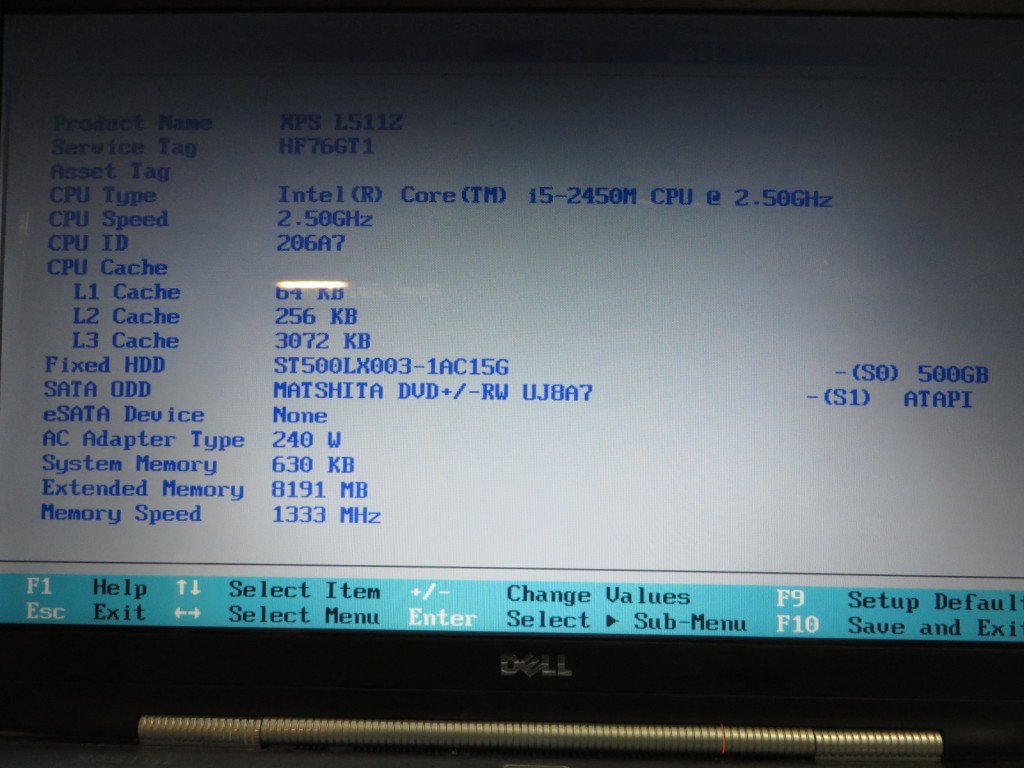 Product Name XPS L511Z
Service Tag HF76GT1
Asset Tag
CPU Type Intel(R) Core(TM) i5-2450M CPU @ 2.50GHz
CPU Speed 2.50GHz
CPU ID 206A7
CPU Cache
L1 Cache 64 KB
L2 Cache 256 KB
L3 Cache 3072 KB
Fixed HDD ST500LX003-1AC15G -(S0) 500GB
SATA ODD MATSHITA DVD+/-RW UJ8A7 -(S1) ATAPI
eSATA Device None
AC Adapter Type 240 W
System Memory 630 KB
Extended Memory 8191 MB
Memory Speed 1333 MHz
F1 Help ↑↓ Select Item +/- Change Values F9 Setup Default
Esc Exit ↔ Select Menu Enter Select ▶ Sub-Menu F10 Save and Exit
DELL